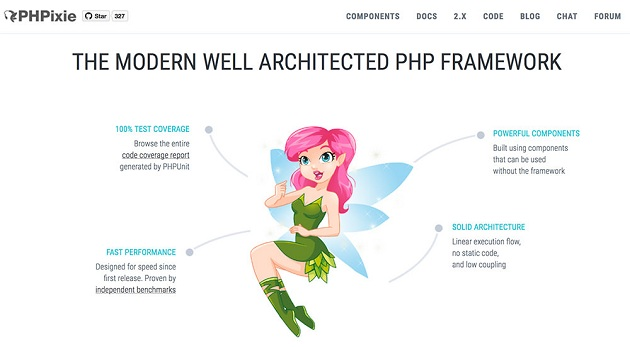 PHPixie Star 327 COMPONENTS DOCS 2.X CODE BLOG CHAT FORUM
THE MODERN WELL ARCHITECTED PHP FRAMEWORK
100% TEST COVERAGE
Browse the entire
code coverage report
generated by PHPUnit
POWERFUL COMPONENTS
Built using components
that can be used
without the framework
FAST PERFORMANCE
Designed for speed since
first release. Proven by
independent benchmarks
SOLID ARCHITECTURE
Linear execution flow,
no static code,
and low coupling